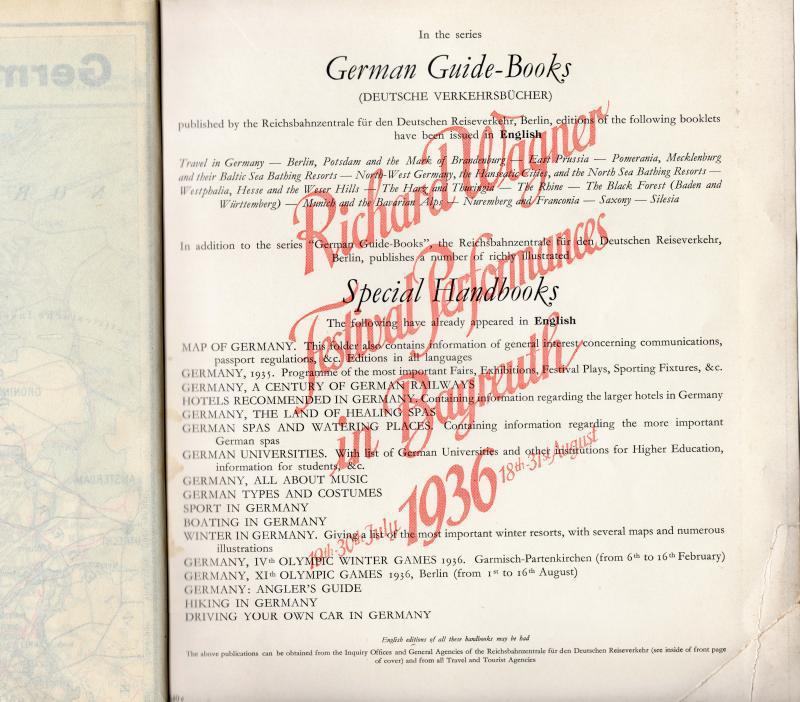 In the series
German Guide-Books
(DEUTSCHE VERKEHRSBÜCHER)
published by the Reichsbahnzentrale für den Deutschen Reiseverkehr, Berlin, editions of the following booklets
have been issued in English
Travel in Germany — Berlin, Potsdam and the Mark of Brandenburg — East Prussia — Pomerania, Mecklenburg
and their Baltic Sea Bathing Resorts — North-West Germany, the Hanseatic Cities, and the North Sea Bathing Resorts —
Westphalia, Hesse and the Weser Hills — The Harz and Thuringia — The Rhine — The Black Forest (Baden and
Württemberg) — Munich and the Bavarian Alps — Nuremberg and Franconia — Saxony — Silesia
In addition to the series "German Guide-Books", the Reichsbahnzentrale für den Deutschen Reiseverkehr,
Berlin, publishes a number of richly illustrated
Special Handbooks
The following have already appeared in English
MAP OF GERMANY. This folder also contains information of general interest concerning communications,
passport regulations, &c. Editions in all languages
GERMANY, 1935. Programme of the most important Fairs, Exhibitions, Festival Plays, Sporting Fixtures, &c.
GERMANY, A CENTURY OF GERMAN RAILWAYS
HOTELS RECOMMENDED IN GERMANY. Containing information regarding the larger hotels in Germany
GERMANY, THE LAND OF HEALING SPAS
GERMAN SPAS AND WATERING PLACES. Containing information regarding the more important
German spas
GERMAN UNIVERSITIES. With list of German Universities and other institutions for Higher Education,
information for students, &c.
GERMANY, ALL ABOUT MUSIC
GERMAN TYPES AND COSTUMES
SPORT IN GERMANY
BOATING IN GERMANY
WINTER IN GERMANY. Giving a list of the most important winter resorts, with several maps and numerous
illustrations
GERMANY, IVth OLYMPIC WINTER GAMES 1936. Garmisch-Partenkirchen (from 6th to 16th February)
GERMANY, XIth OLYMPIC GAMES 1936, Berlin (from 1st to 16th August)
GERMANY: ANGLER'S GUIDE
HIKING IN GERMANY
DRIVING YOUR OWN CAR IN GERMANY
English editions of all these handbooks may be had
The above publications can be obtained from the Inquiry Offices and General Agencies of the Reichsbahnzentrale für den Deutschen Reiseverkehr (see inside of front page
of cover) and from all Travel and Tourist Agencies
Richard Wagner
Festival Performances
in Bayreuth
1936
19th-30th July
18th-31st August
Germ